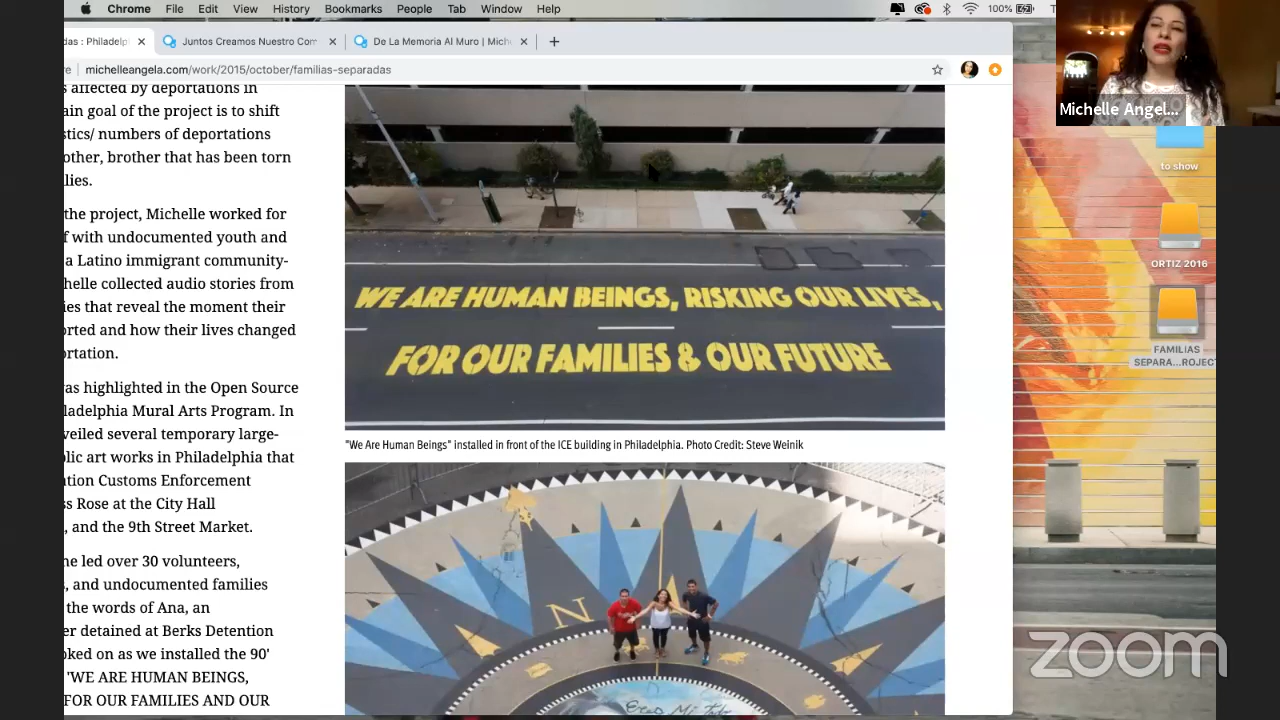 Chrome File Edit View History Bookmarks People Tab Window Help 100%
das : Philadelp Juntos Creamos Nuestro Com De La Memoria Al Muro | Mich
michelleangela.com/work/2015/october/familias-separadas
Michelle Angel...
s affected by deportations in
ain goal of the project is to shift
stics/ numbers of deportations
other, brother that has been torn
lies.
the project, Michelle worked for
f with undocumented youth and
a Latino immigrant community-
helle collected audio stories from
ies that reveal the moment their
orted and how their lives changed
ortation.
was highlighted in the Open Source
ladelphia Mural Arts Program. In
veiled several temporary large-
olic art works in Philadelphia that
ation Customs Enforcement
ss Rose at the City Hall
, and the 9th Street Market.
ne led over 30 volunteers,
s, and undocumented families
the words of Ana, an
er detained at Berks Detention
oked on as we installed the 90'
'WE ARE HUMAN BEINGS,
FOR OUR FAMILIES AND OUR
WE ARE HUMAN BEINGS, RISKING OUR LIVES,
FOR OUR FAMILIES & OUR FUTURE
"We Are Human Beings" installed in front of the ICE building in Philadelphia. Photo Credit: Steve Weinik
N
to show
ORTIZ 2016
FAMILIAS
SEPARA...ROJECT
zoom